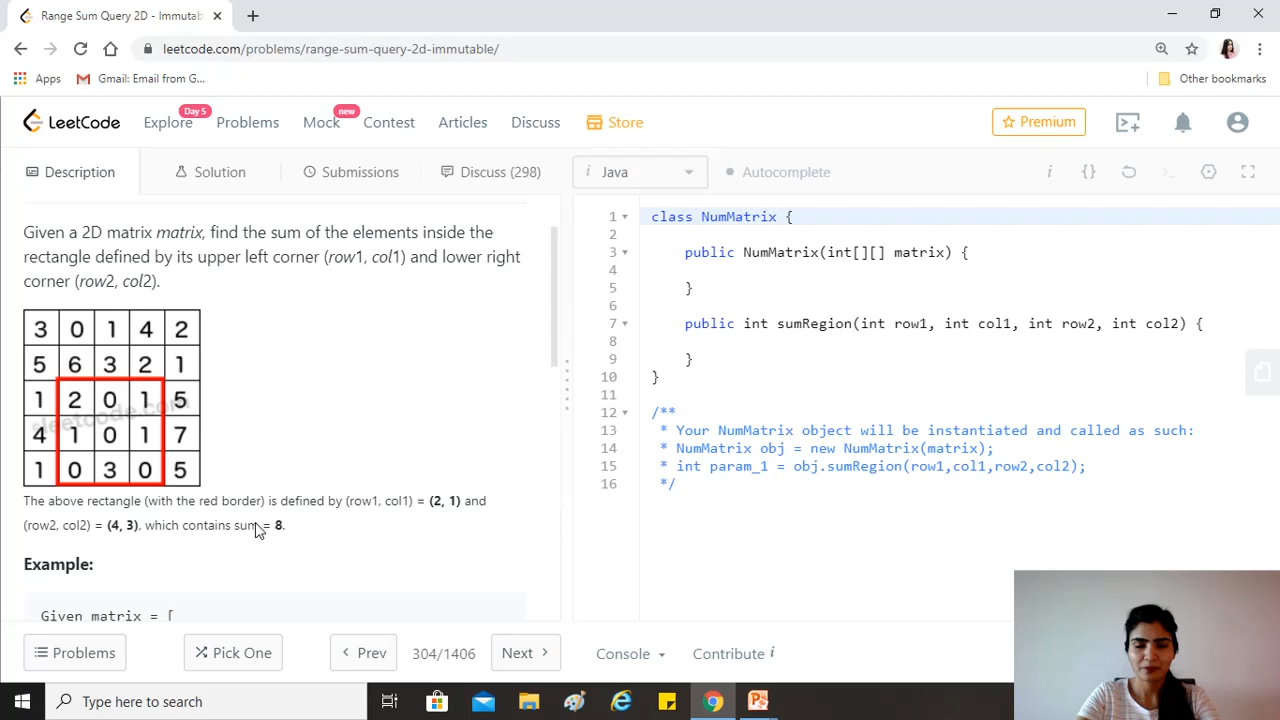 Range Sum Query 2D - Immutab
leetcode.com/problems/range-sum-query-2d-immutable/
Apps Gmail: Email from G... Other bookmarks
LeetCode Explore Day 5 Problems Mock new Contest Articles Discuss Store Premium
Description Solution Submissions Discuss (298) i Java Autocomplete i {}
Given a 2D matrix matrix, find the sum of the elements inside the
rectangle defined by its upper left corner (row1, col1) and lower right
corner (row2, col2).
3 0 1 4 2
5 6 3 2 1
1 2 0 1 5
4 1 0 1 7
1 0 3 0 5
sleetcode.com
The above rectangle (with the red border) is defined by (row1, col1) = (2, 1) and
(row2, col2) = (4, 3), which contains sum = 8.
Example:
Given matrix = [
1 class NumMatrix {
2
3 public NumMatrix(int[][] matrix) {
4
5 }
6
7 public int sumRegion(int row1, int col1, int row2, int col2) {
8
9 }
10 }
11
12 /**
13 * Your NumMatrix object will be instantiated and called as such:
14 * NumMatrix obj = new NumMatrix(matrix);
15 * int param_1 = obj.sumRegion(row1,col1,row2,col2);
16 */
Problems Pick One Prev 304/1406 Next Console Contribute i
Type here to search